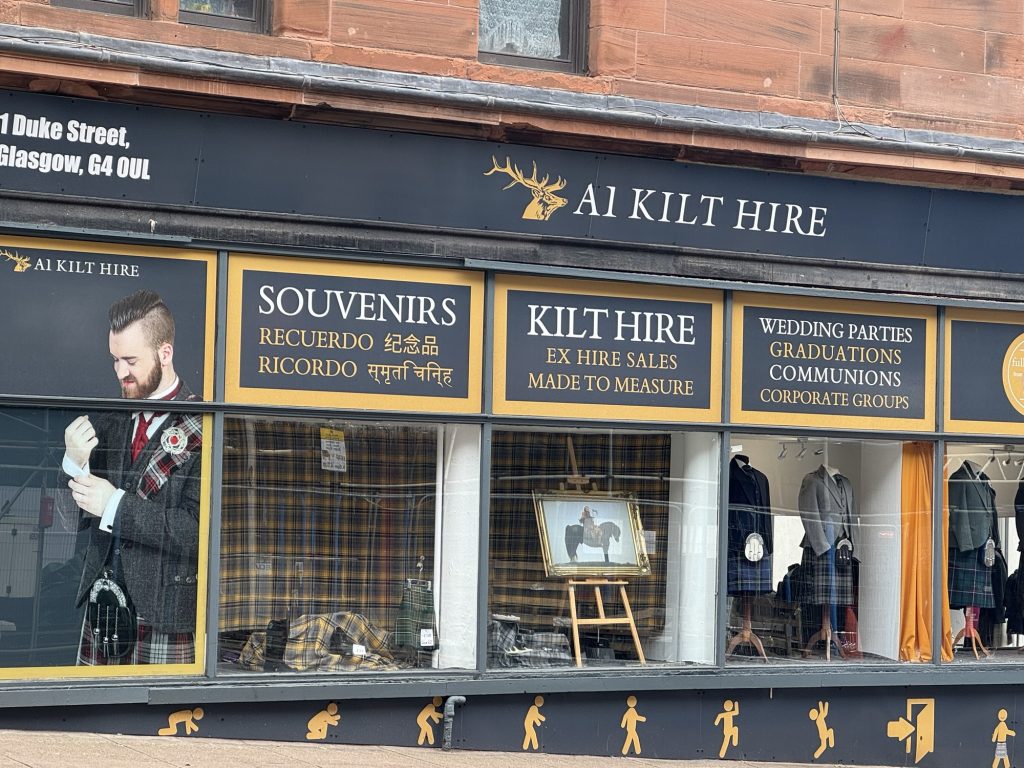 1 Duke Street,
Glasgow, G4 0UL
A1 KILT HIRE
A1 KILT HIRE
SOUVENIRS
RECUERDO 纪念品
RICORDO स्मृता चिनि्ह
KILT HIRE
EX HIRE SALES
MADE TO MEASURE
WEDDING PARTIES
GRADUATIONS
COMMUNIONS
CORPORATE GROUPS